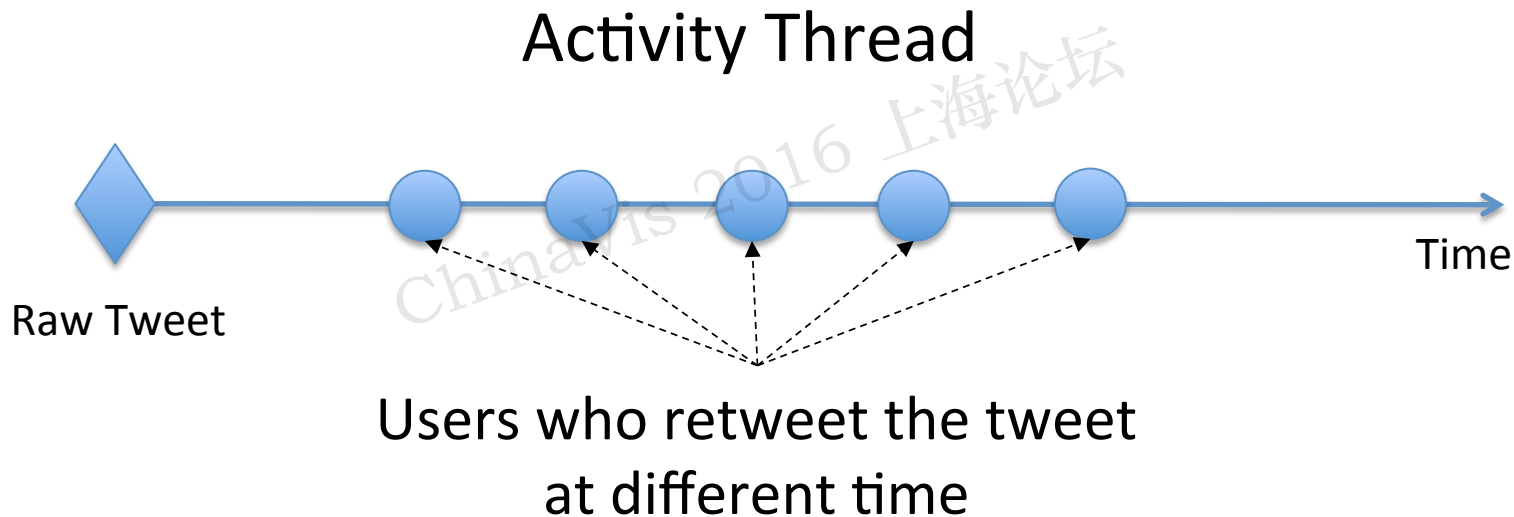 Activity Thread
ChinaVis 2016 上海论坛
Time
Raw Tweet
Users who retweet the tweet
at different time